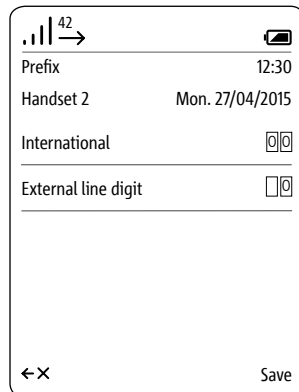 42
Prefix 12:30
Handset 2 Mon. 27/04/2015
International 00
External line digit 0
Save